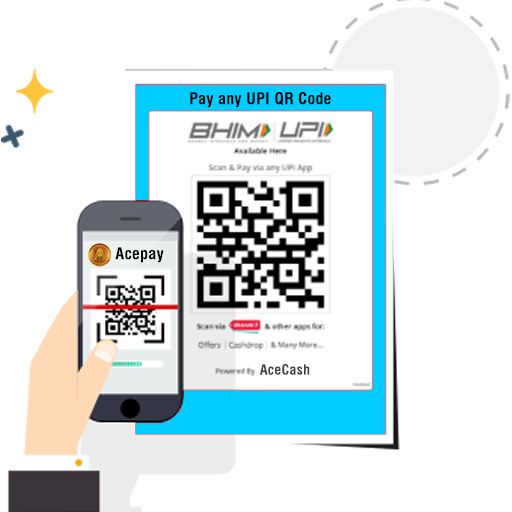 Pay any UPI QR Code
BHIM UPI
Available Here
Scan & Pay via any UPI App
Acepay
Scan via & other apps for:
Offers | Cashdrop | & Many More...
Powered By AceCash